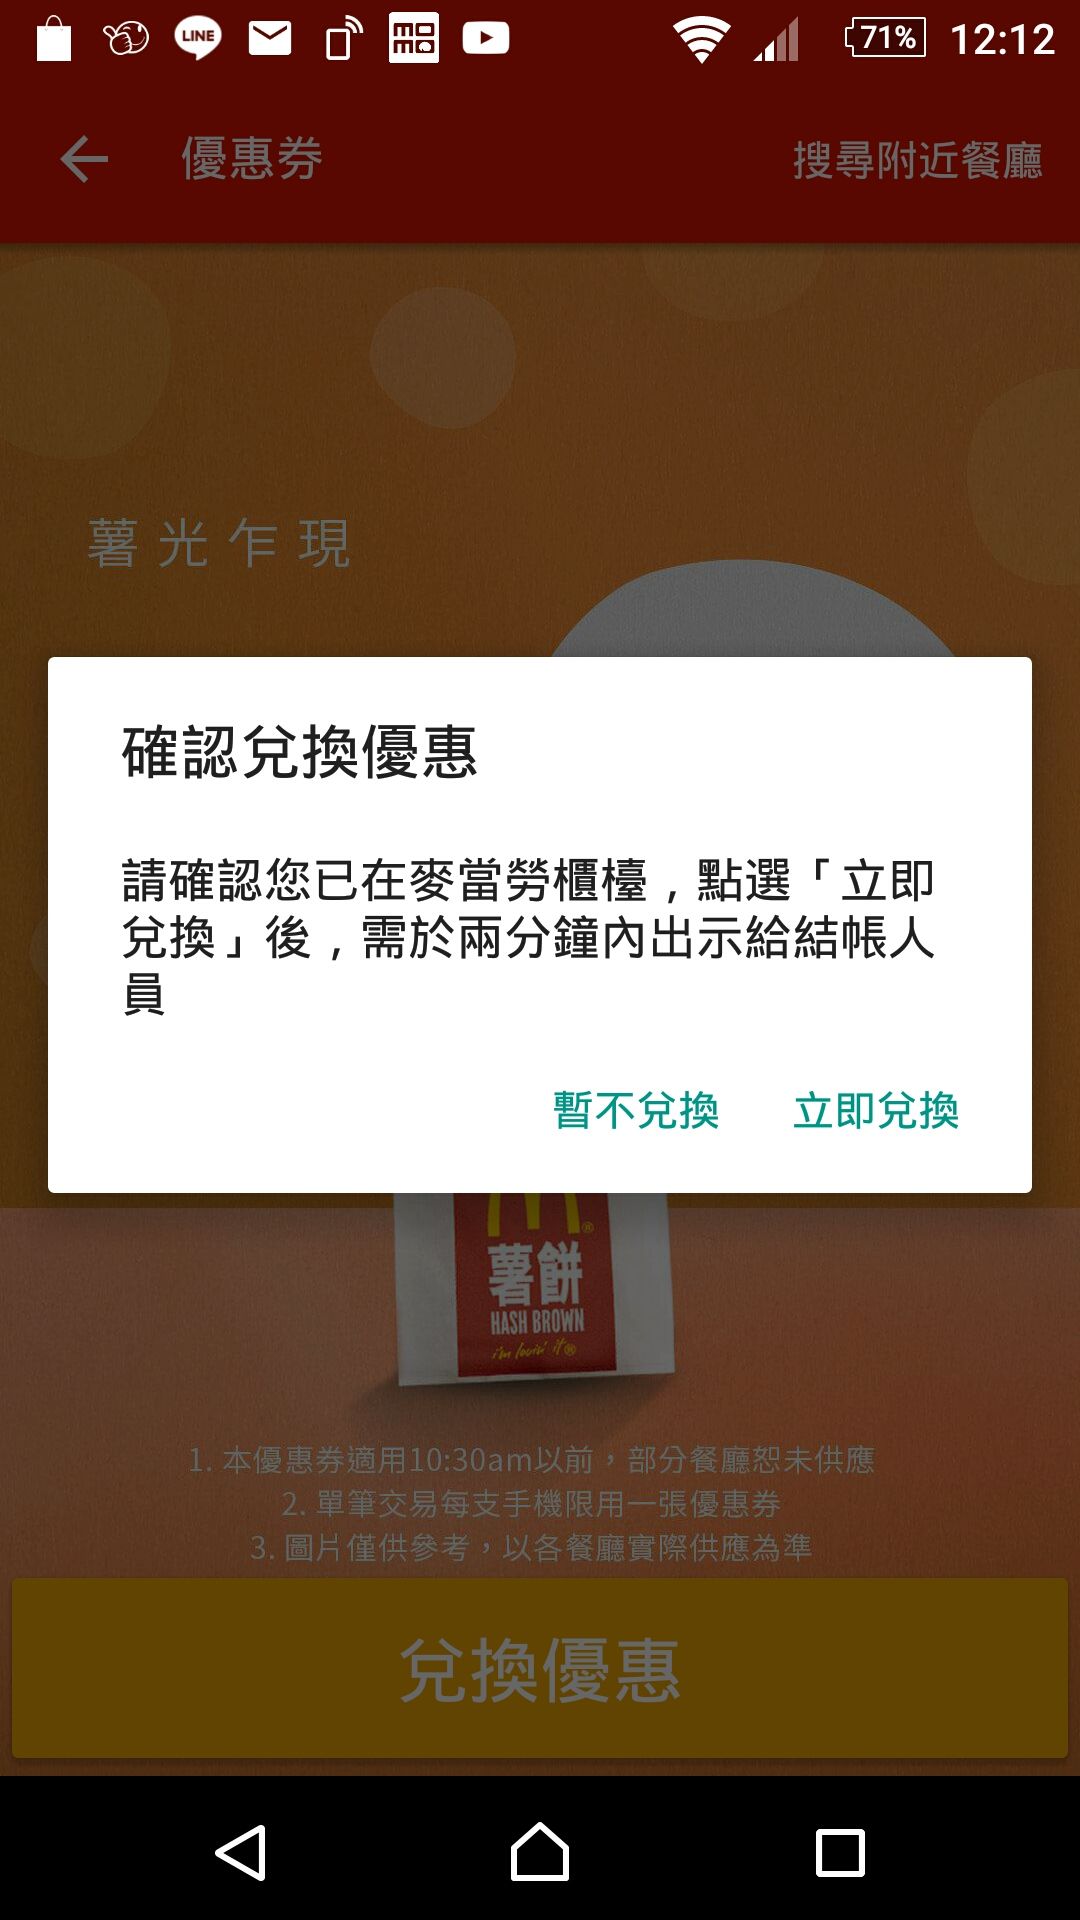 LINE
71% 12:12
優惠券 搜尋附近餐廳
薯光乍現
確認兌換優惠
請確認您已在麥當勞櫃檯，點選「立即
兌換」後，需於兩分鐘內出示給結帳人
員
暫不兌換 立即兌換
薯餅
HASH BROWN
i'm lovin' it®
1. 本優惠券適用10:30am以前，部分餐廳恕未供應
2. 單筆交易每支手機限用一張優惠券
3. 圖片僅供參考，以各餐廳實際供應為準
兌換優惠